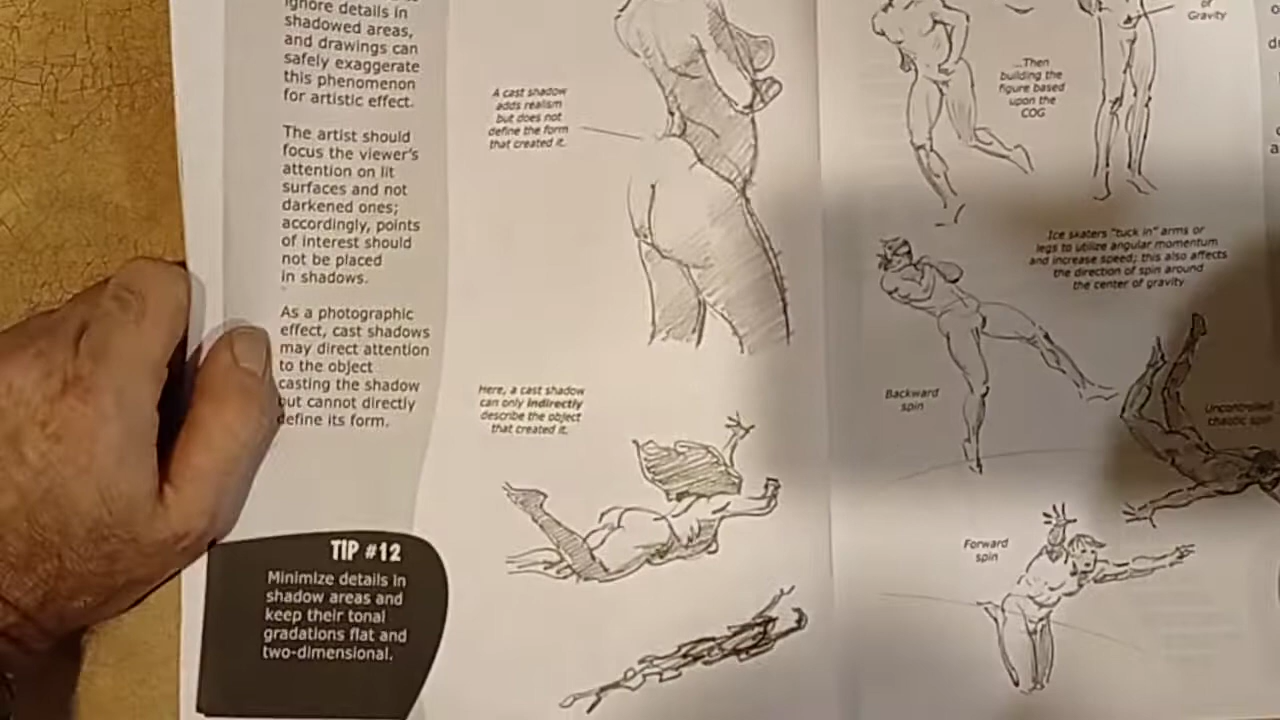 ignore details in
shadowed areas,
and drawings can
safely exaggerate
this phenomenon
for artistic effect.
The artist should
focus the viewer's
attention on lit
surfaces and not
darkened ones;
accordingly, points
of interest should
not be placed
in shadows.
As a photographic
effect, cast shadows
may direct attention
to the object
casting the shadow
but cannot directly
define its form.
TIP #12
Minimize details in
shadow areas and
keep their tonal
gradations flat and
two-dimensional.
A cast shadow
adds realism
but does not
define the form
that created it.
Here, a cast shadow
can only indirectly
describe the object
that created it.
of
Gravity
...Then
building the
figure based
upon the
COG
Ice skaters "tuck in" arms or
legs to utilize angular momentum
and increase speed; this also affects
the direction of spin around
the center of gravity
Backward
spin
Uncontrolled
chaotic spin
Forward
spin